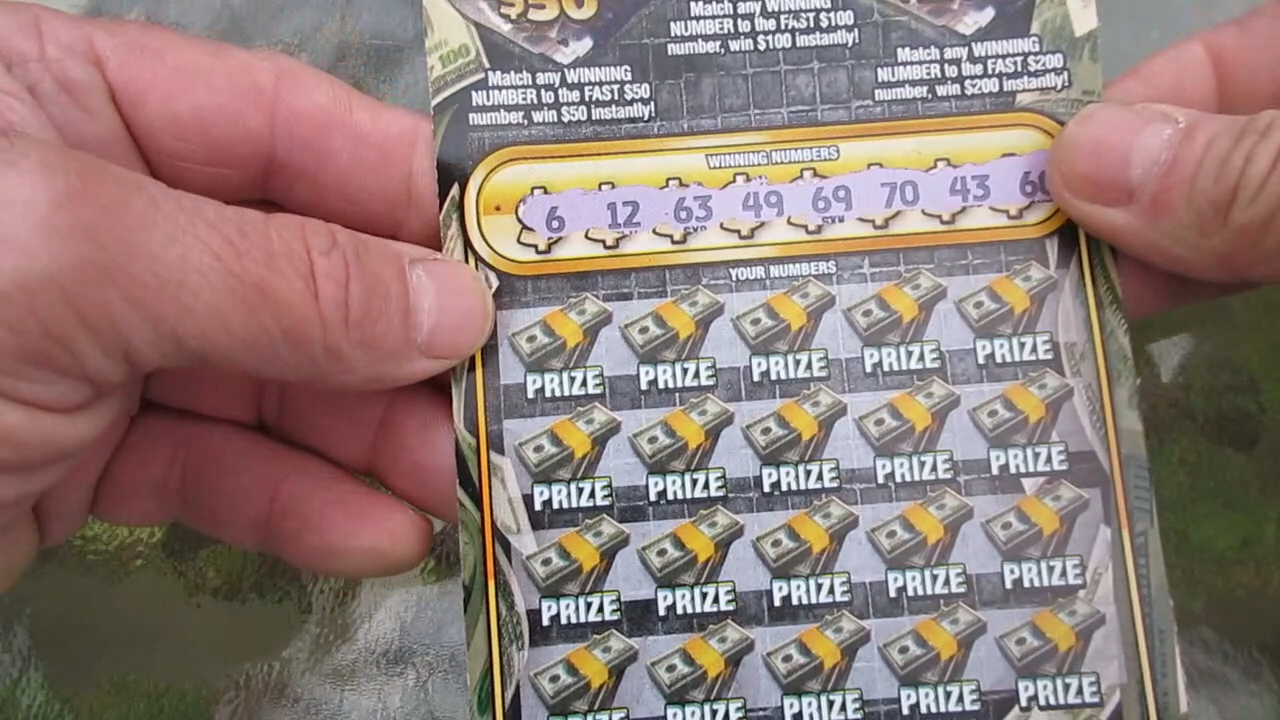 $50
Match any WINNING
NUMBER to the FAST $100
number, win $100 instantly!
Match any WINNING
NUMBER to the FAST $50
number, win $50 instantly!
Match any WINNING
NUMBER to the FAST $200
number, win $200 instantly!
WINNING NUMBERS
6 12 63 49 69 70 43
YOUR NUMBERS
PRIZE PRIZE PRIZE PRIZE PRIZE
PRIZE PRIZE PRIZE PRIZE PRIZE
PRIZE PRIZE PRIZE PRIZE PRIZE
PRIZE PRIZE PRIZE PRIZE PRIZE